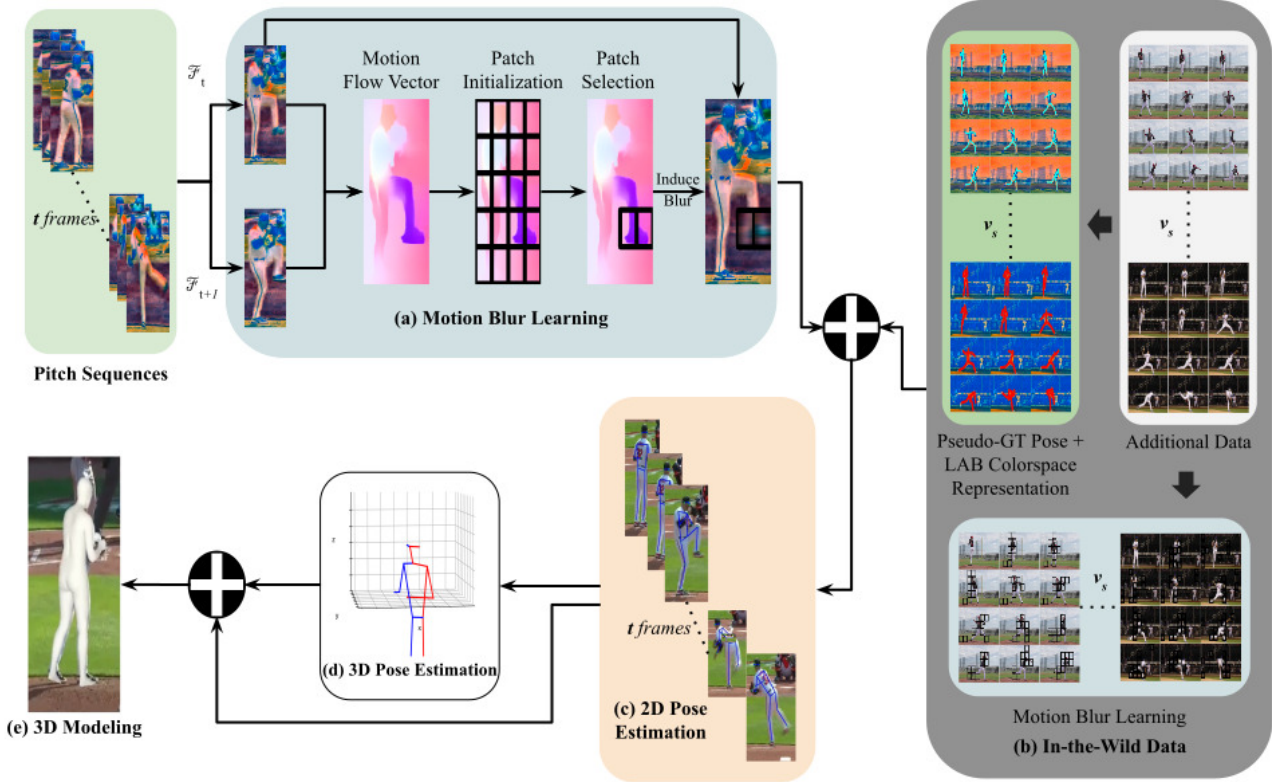 ℱt
ℱt+1
t frames
Pitch Sequences
Motion
Flow Vector
Patch
Initialization
Patch
Selection
Induce
Blur
(a) Motion Blur Learning
vs
vs
Pseudo-GT Pose +
LAB Colorspace
Representation
Additional Data
vs
Motion Blur Learning
(b) In-the-Wild Data
t frames
(c) 2D Pose
Estimation
z
y
x
(d) 3D Pose Estimation
(e) 3D Modeling